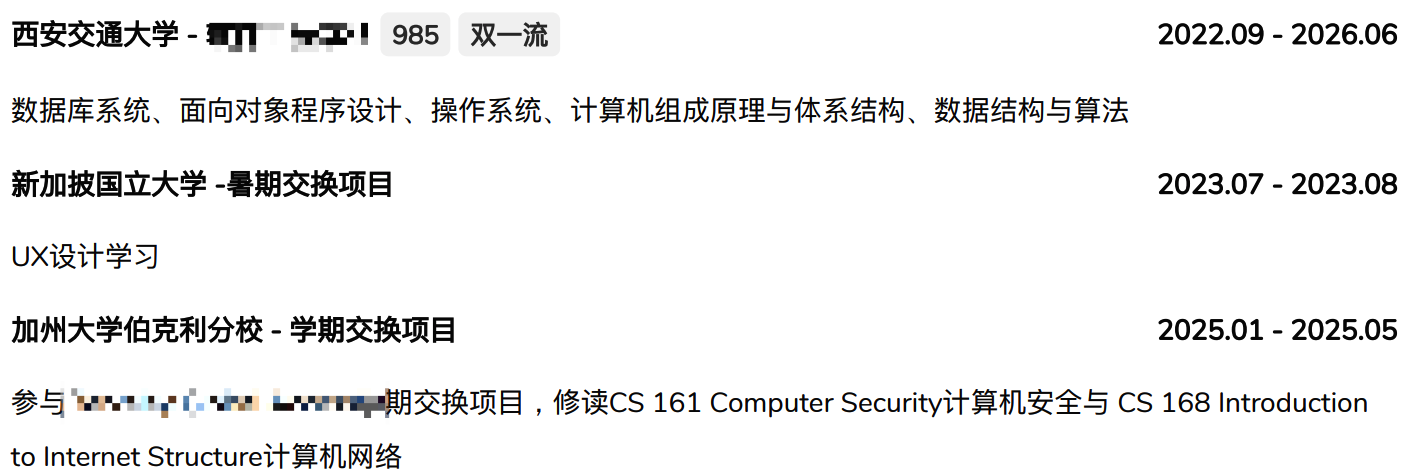 西安交通大学 - 985 双一流 2022.09 - 2026.06
数据库系统、面向对象程序设计、操作系统、计算机组成原理与体系结构、数据结构与算法
新加披国立大学 -暑期交换项目 2023.07 - 2023.08
UX设计学习
加州大学伯克利分校 - 学期交换项目 2025.01 - 2025.05
参与期交换项目，修读CS 161 Computer Security计算机安全与 CS 168 Introduction
to Internet Structure计算机网络